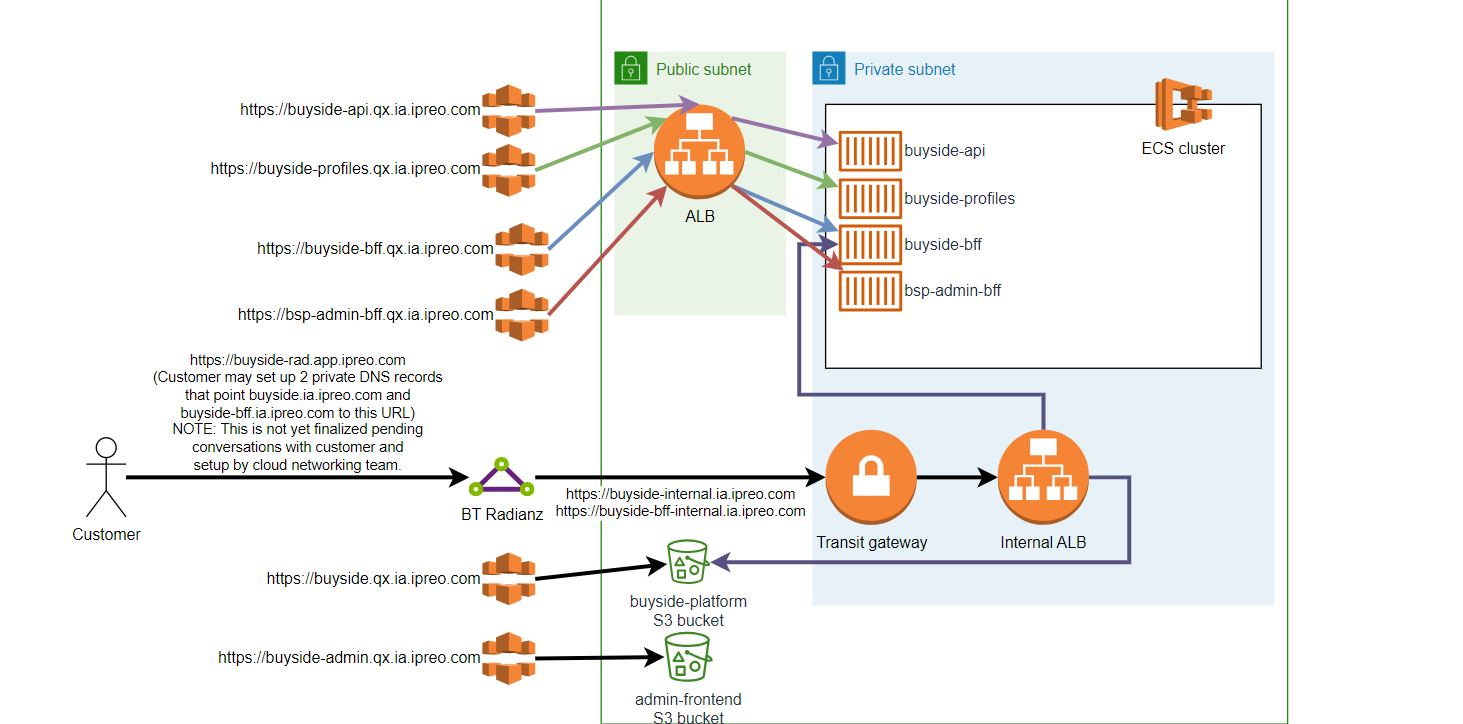 Public subnet
Private subnet
https://buyside-api.qx.ia.ipreo.com
https://buyside-profiles.qx.ia.ipreo.com
https://buyside-bff.qx.ia.ipreo.com
https://bsp-admin-bff.qx.ia.ipreo.com
ALB
ECS cluster
buyside-api
buyside-profiles
buyside-bff
bsp-admin-bff
https://buyside-rad.app.ipreo.com
(Customer may set up 2 private DNS records
that point buyside.ia.ipreo.com and
buyside-bff.ia.ipreo.com to this URL)
NOTE: This is not yet finalized pending
conversations with customer and
setup by cloud networking team.
Customer
BT Radianz
https://buyside-internal.ia.ipreo.com
https://buyside-bff-internal.ia.ipreo.com
Transit gateway
Internal ALB
https://buyside.qx.ia.ipreo.com
buyside-platform
S3 bucket
https://buyside-admin.qx.ia.ipreo.com
admin-frontend
S3 bucket